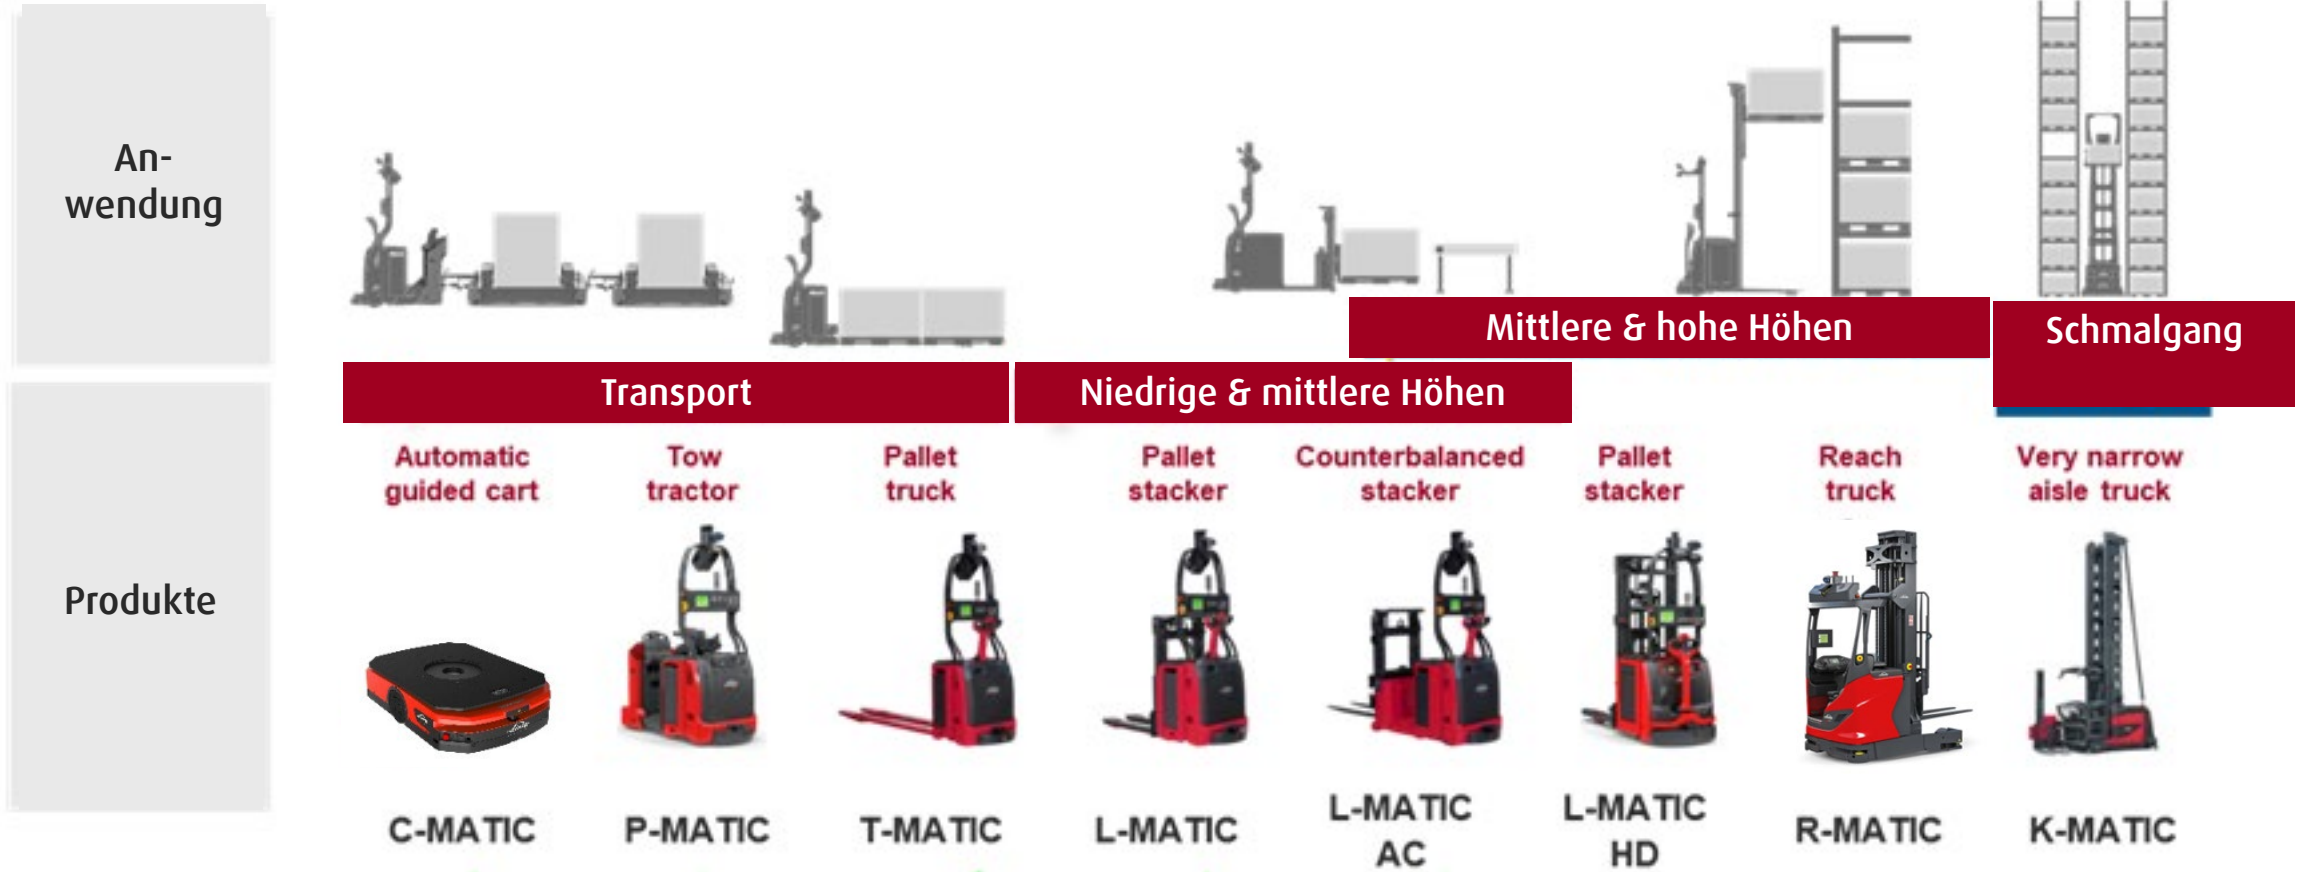 An-
wendung
Mittlere & hohe Höhen
Schmalgang
Transport
Niedrige & mittlere Höhen
Automatic
guided cart
Tow
tractor
Pallet
truck
Pallet
stacker
Counterbalanced
stacker
Pallet
stacker
Reach
truck
Very narrow
aisle truck
Produkte
C-MATIC
P-MATIC
T-MATIC
L-MATIC
L-MATIC
AC
L-MATIC
HD
R-MATIC
K-MATIC